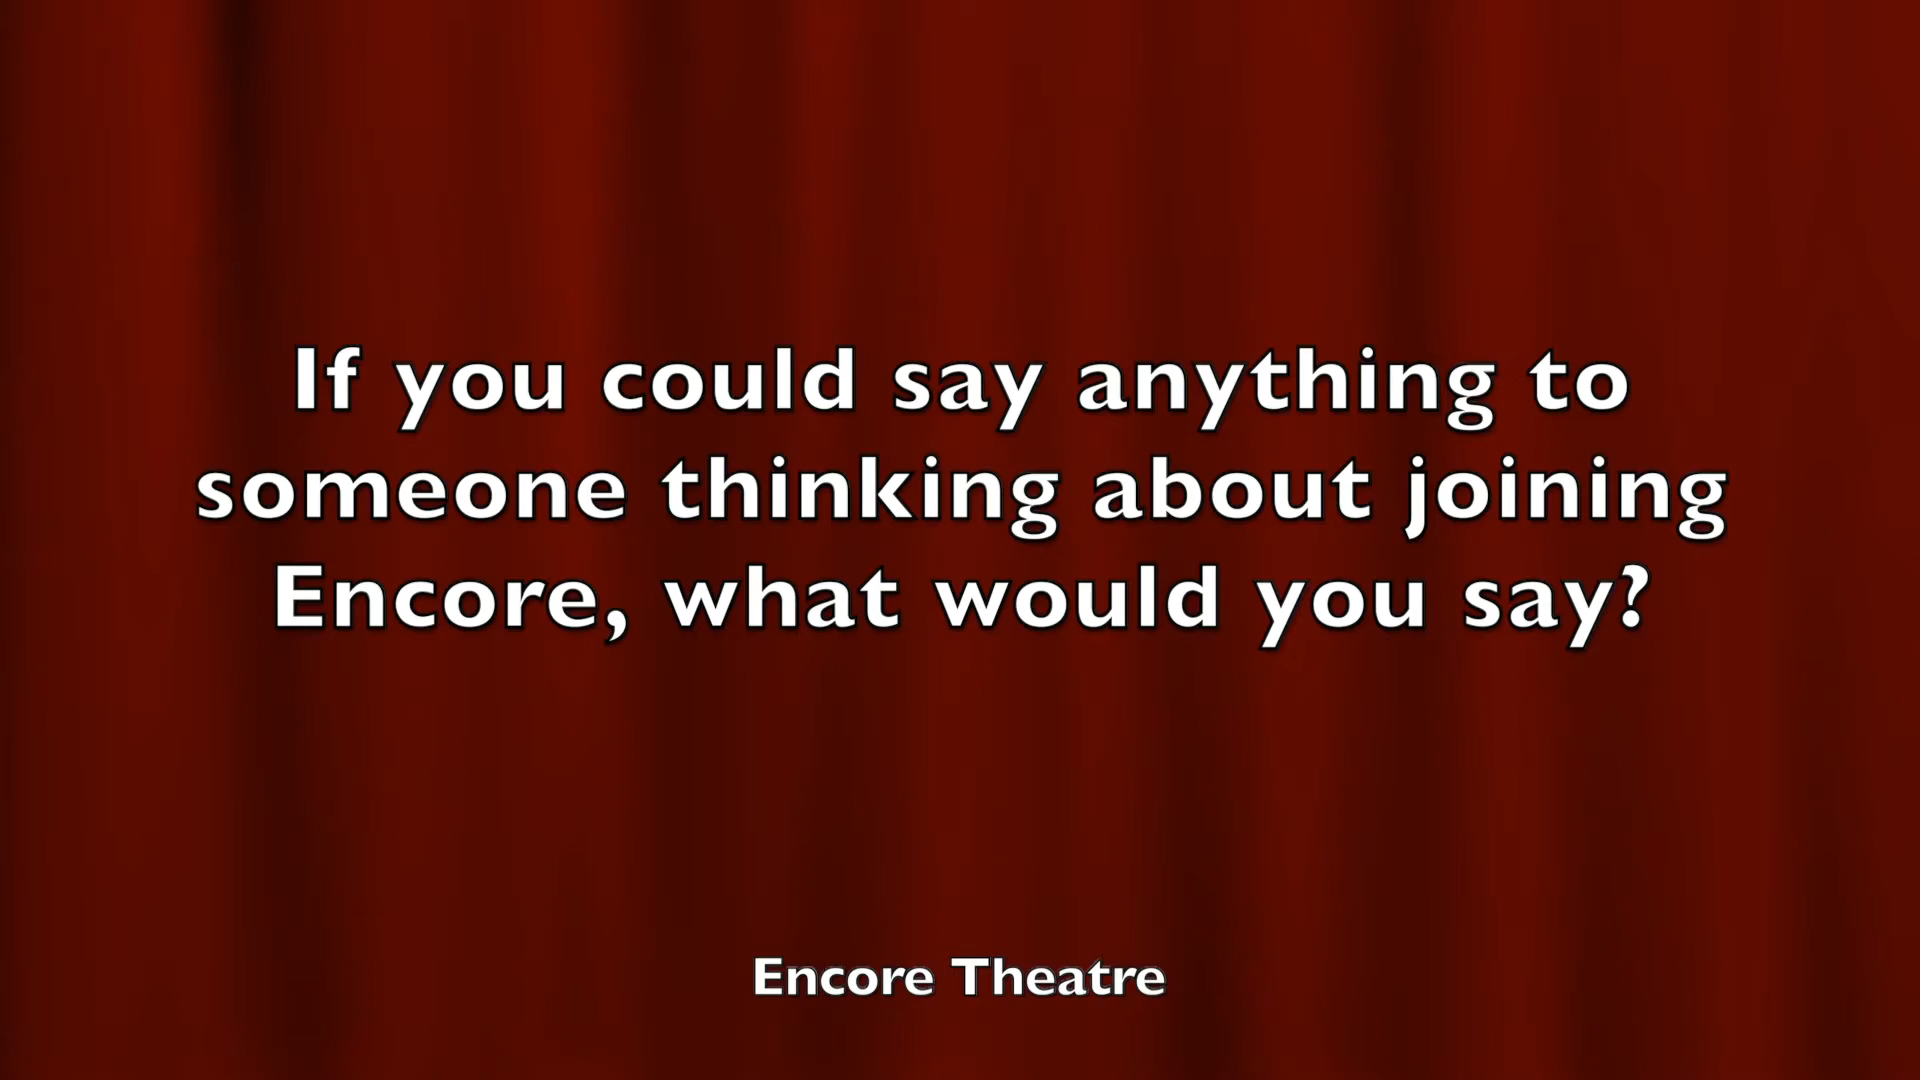 If you could say anything to
someone thinking about joining
Encore, what would you say?
Encore Theatre